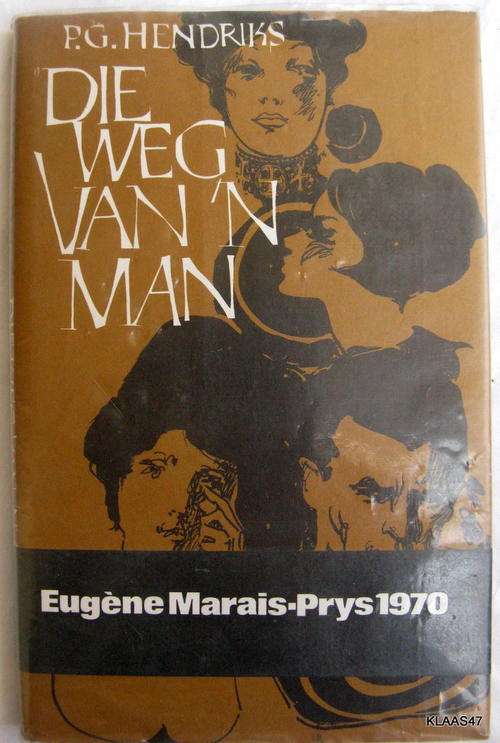 P.G. HENDRIKS
DIE
WEG
VAN 'N
MAN
Eugène Marais-Prys 1970
KLAAS47